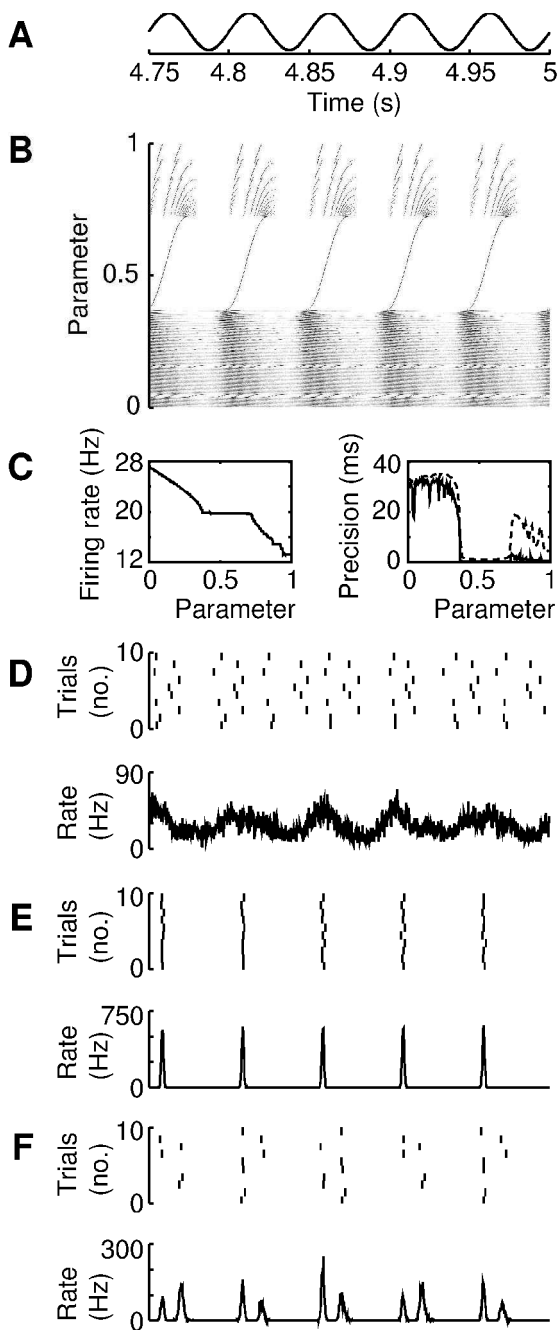 A
4.75 4.8 4.85 4.9 4.95 5
Time (s)
B
1
0.5
0
Parameter
C
28
20
12
Firing rate (Hz)
0 0.5 1
Parameter
40
20
0
Precision (ms)
0 0.5 1
Parameter
D
10
0
Trials
(no.)
90
0
Rate
(Hz)
E
10
0
Trials
(no.)
750
0
Rate
(Hz)
F
10
0
Trials
(no.)
300
0
Rate
(Hz)